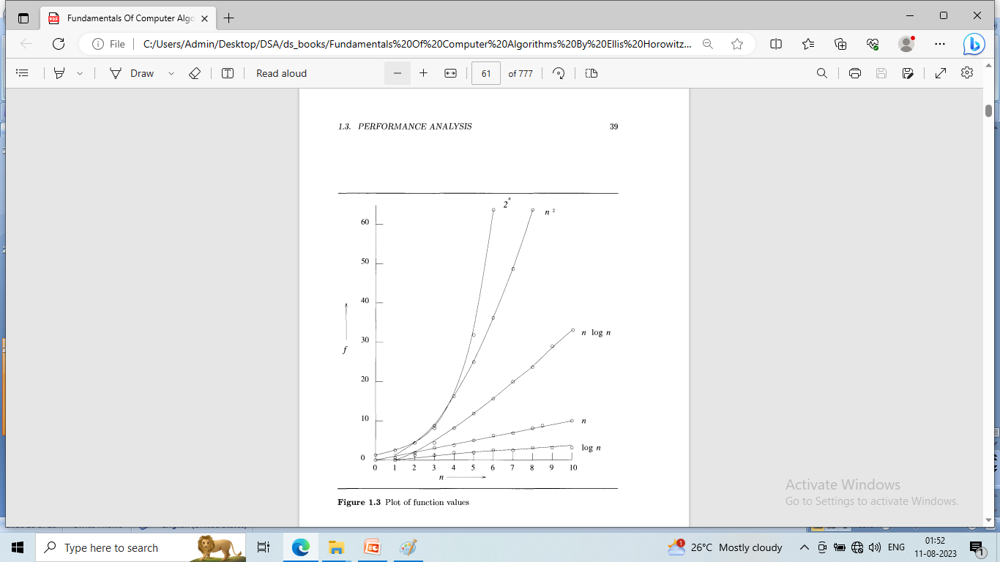 Fundamentals Of Computer Algo
File
C:/Users/Admin/Desktop/DSA/ds_books/Fundamentals%20Of%20Computer%20Algorithms%20By%20Ellis%20Horowitz...
Draw
Read aloud
61
of 777
1.3. PERFORMANCE ANALYSIS 39
2ⁿ
n ²
60
50
40
n log n
30
f
20
10
n
log n
0
0 1 2 3 4 5 6 7 8 9 10
n
Figure 1.3 Plot of function values
Activate Windows
Go to Settings to activate Windows.
Type here to search
1
26°C Mostly cloudy
ENG
01:52
11-08-2023
1